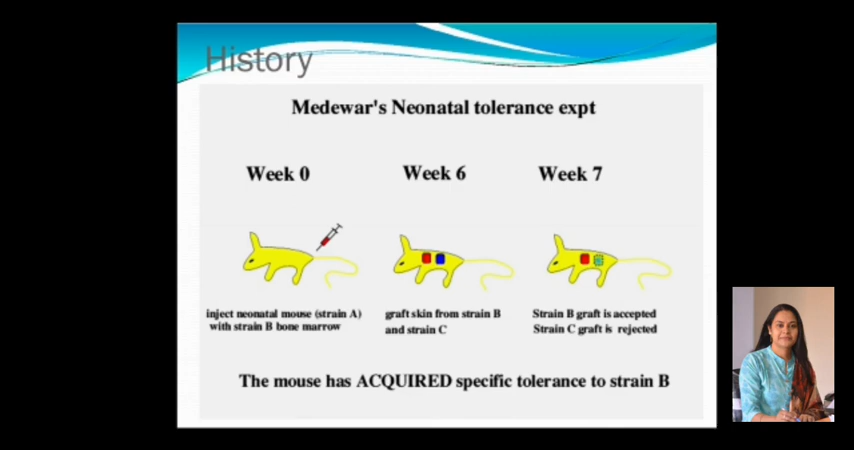 History
Medewar's Neonatal tolerance expt
Week 0
Week 6
Week 7
inject neonatal mouse (strain A)
with strain B bone marrow
graft skin from strain B
and strain C
Strain B graft is accepted
Strain C graft is rejected
The mouse has ACQUIRED specific tolerance to strain B